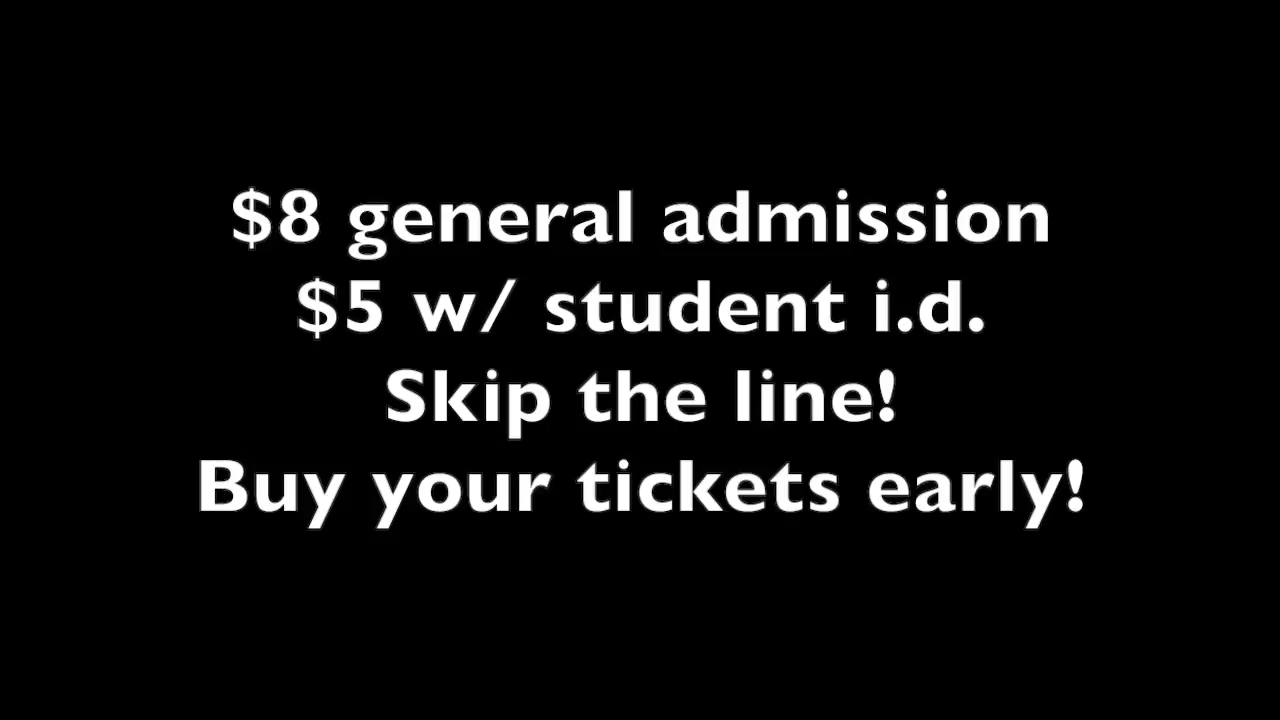 $8 general admission
$5 w/ student i.d.
Skip the line!
Buy your tickets early!